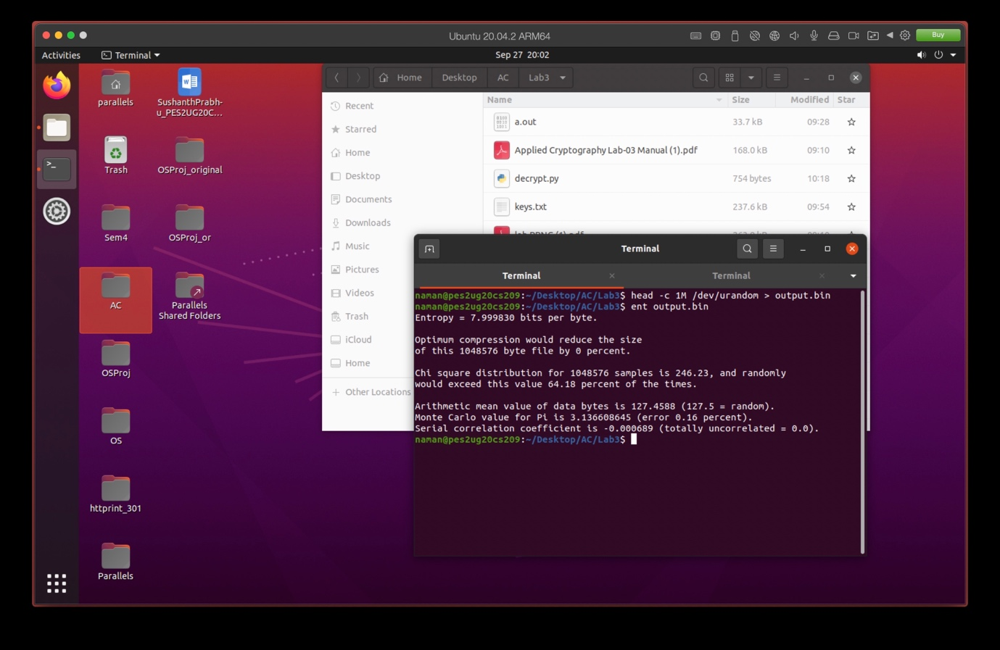 Ubuntu 20.04.2 ARM64
Buy
Activities
Terminal
Sep 27 20:02
parallels
SushanthPrabh-
u_PES2UG20C...
Trash
OSProj_original
Sem4
OSProj_or
AC
Parallels
Shared Folders
OSProj
OS
httprint_301
Parallels
Home
Desktop
AC
Lab3
Recent
Starred
Home
Desktop
Documents
Downloads
Music
Pictures
Videos
Trash
iCloud
Home
+ Other Locations
Name Size Modified Star
a.out 33.7 kB 09:28
Applied Cryptography Lab-03 Manual (1).pdf 168.0 kB 09:10
decrypt.py 754 bytes 10:18
keys.txt 237.6 kB 09:54
Terminal
Terminal
Terminal
naman@pes2ug20cs209:~/Desktop/AC/Lab3$ head -c 1M /dev/urandom > output.bin
naman@pes2ug20cs209:~/Desktop/AC/Lab3$ ent output.bin
Entropy = 7.999830 bits per byte.
Optimum compression would reduce the size
of this 1048576 byte file by 0 percent.
Chi square distribution for 1048576 samples is 246.23, and randomly
would exceed this value 64.18 percent of the times.
Arithmetic mean value of data bytes is 127.4588 (127.5 = random).
Monte Carlo value for Pi is 3.136608645 (error 0.16 percent).
Serial correlation coefficient is -0.000689 (totally uncorrelated = 0.0).
naman@pes2ug20cs209:~/Desktop/AC/Lab3$